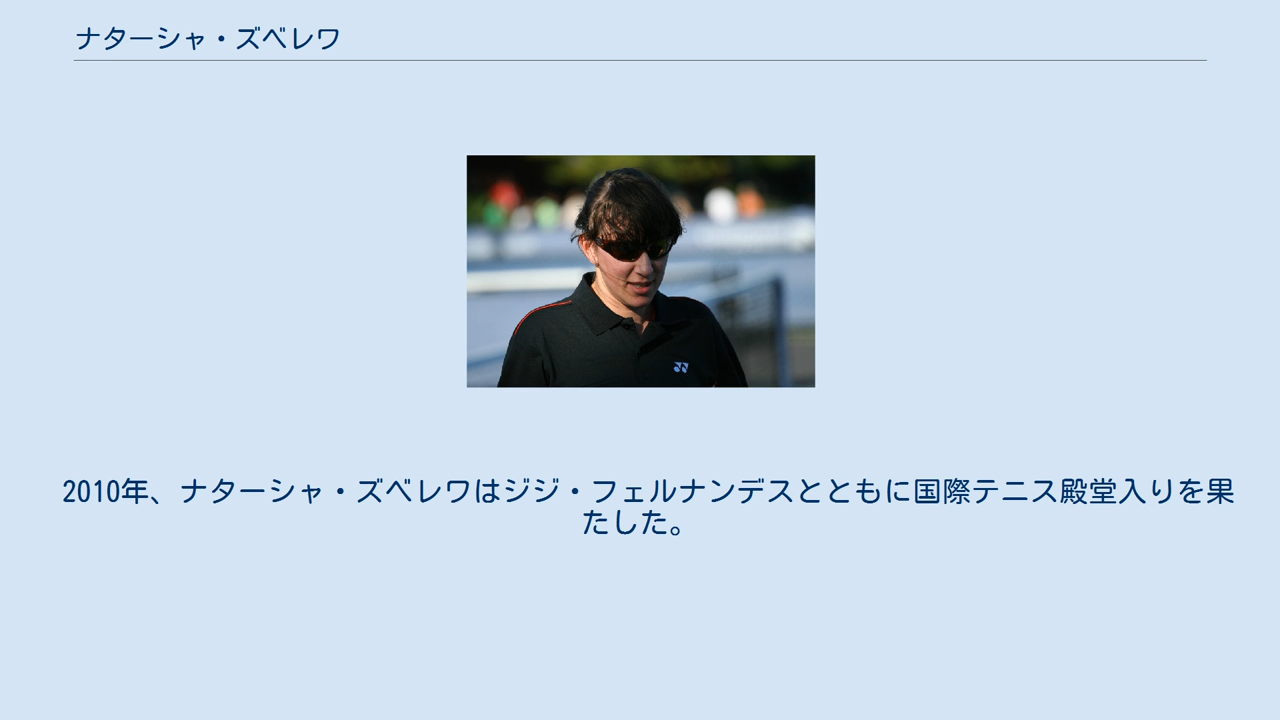 ナターシャ・ズベレワ
2010年、ナターシャ・ズベレワはジジ・フェルナンデスとともに国際テニス殿堂入りを果
たした。